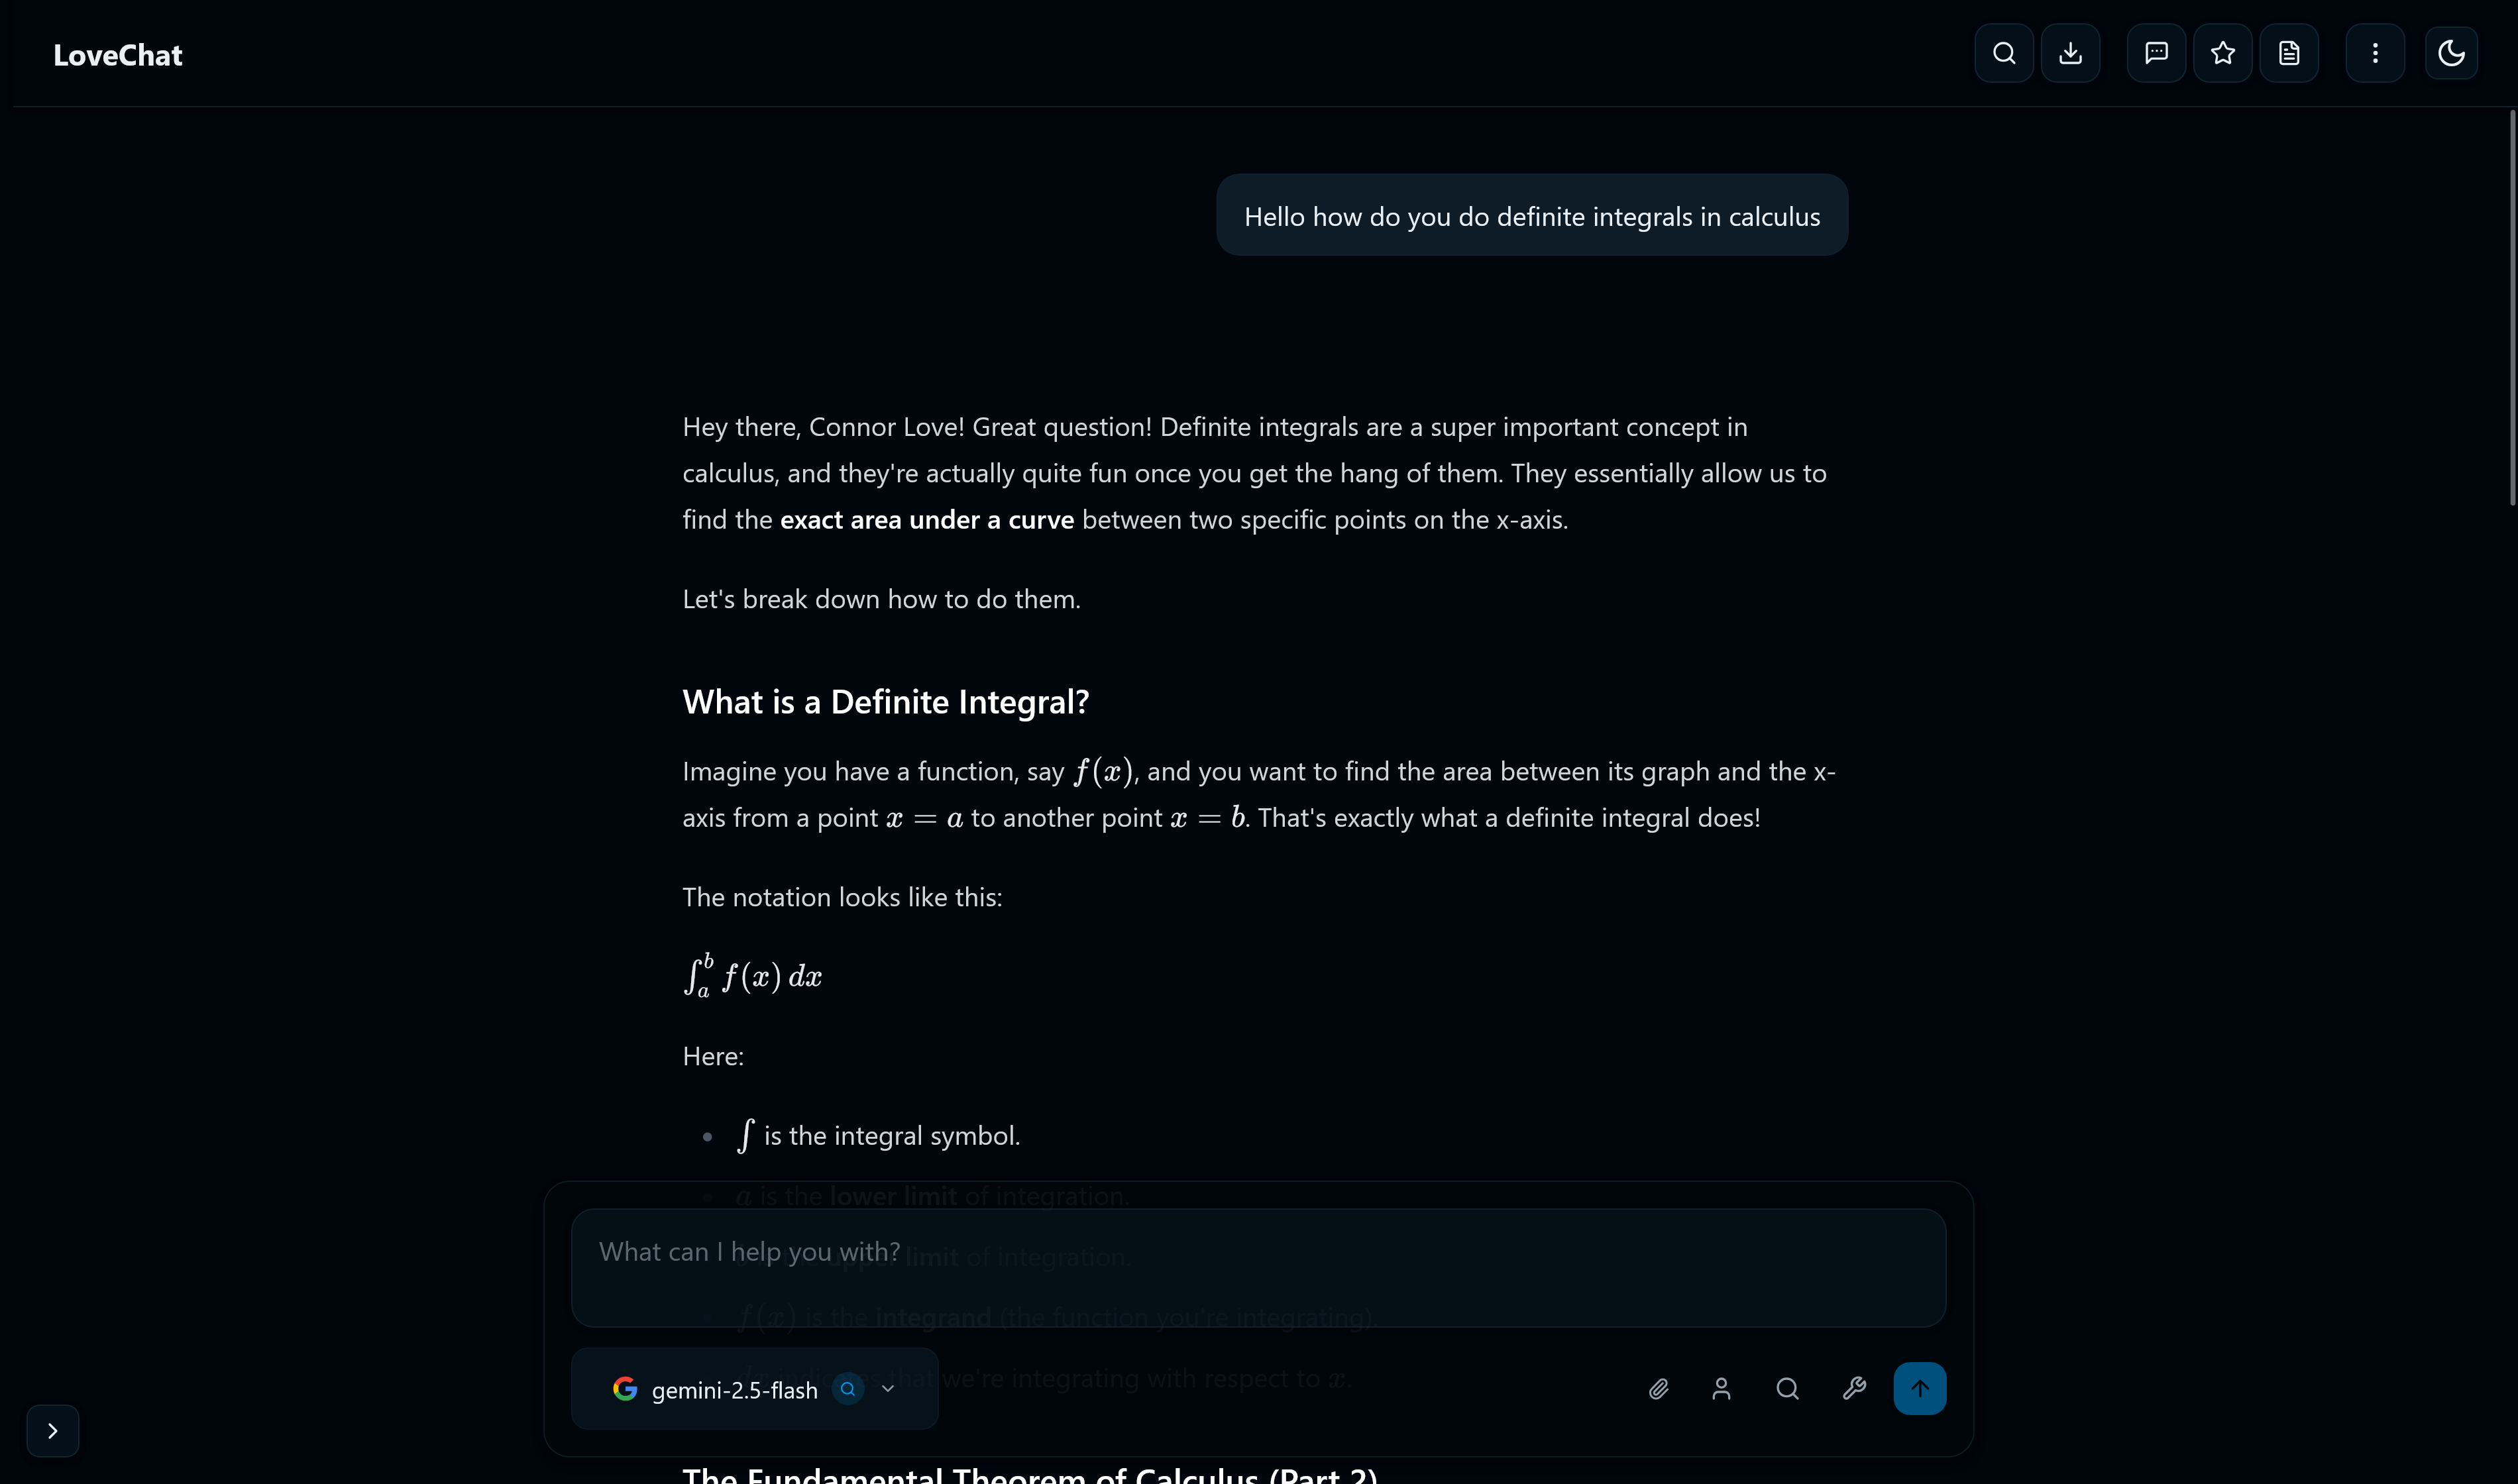 LoveChat
Hello how do you do definite integrals in calculus
Hey there, Connor Love! Great question! Definite integrals are a super important concept in
calculus, and they're actually quite fun once you get the hang of them. They essentially allow us to
find the exact area under a curve between two specific points on the x-axis.
Let's break down how to do them.
What is a Definite Integral?
Imagine you have a function, say f(x), and you want to find the area between its graph and the x-
axis from a point x = a to another point x = b. That's exactly what a definite integral does!
The notation looks like this:
∫_a^b f(x) dx
Here:
• ∫ is the integral symbol.
• a is the lower limit of integration.
What can I help you with?
upper limit of integration.
f(x) is the integrand (the function you're integrating).
gemini-2.5-flash
that we're integrating with respect to x.
The Fundamental Theorem of Calculus (Part 2)